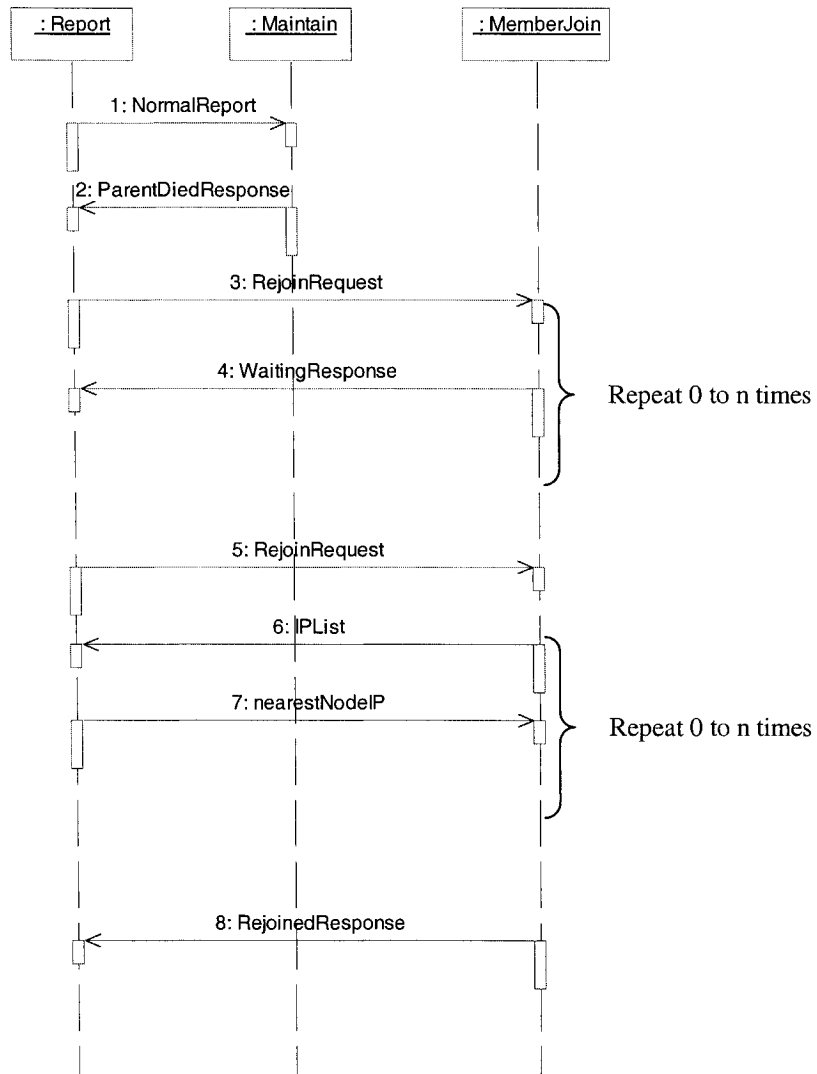 : Report
: Maintain
: MemberJoin
1: NormalReport
2: ParentDiedResponse
3: RejoinRequest
4: WaitingResponse
Repeat 0 to n times
5: RejoinRequest
6: IPList
7: nearestNodeIP
Repeat 0 to n times
8: RejoinedResponse